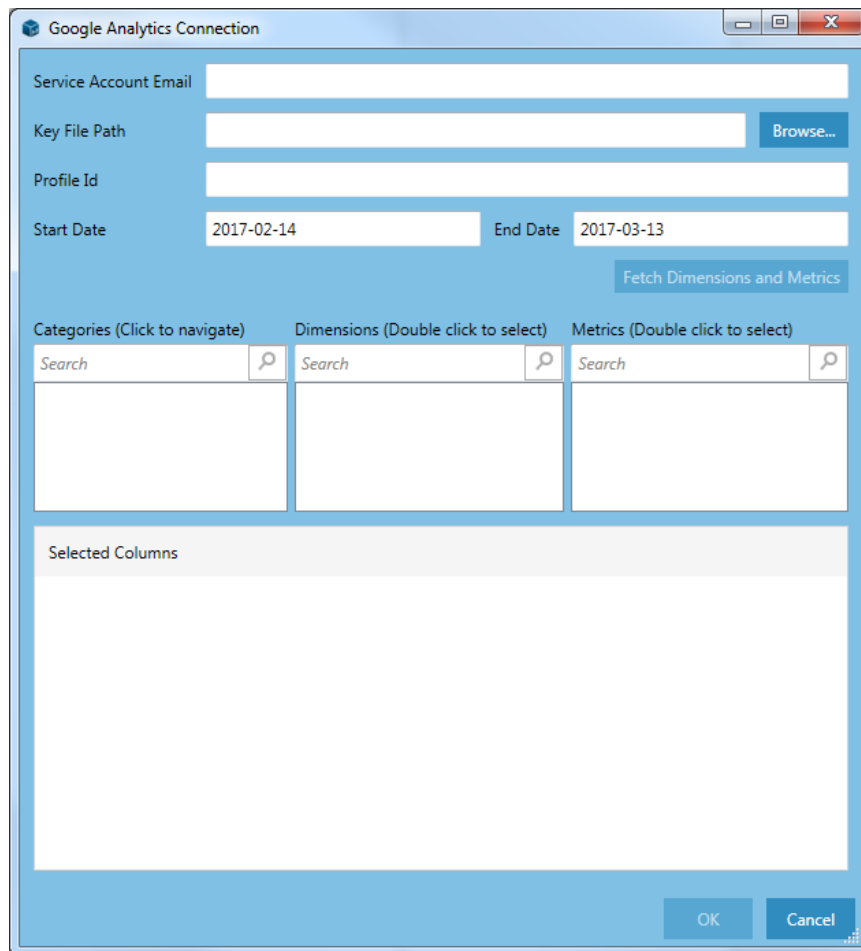 Google Analytics Connection
Service Account Email
Key File Path Browse...
Profile Id
Start Date 2017-02-14 End Date 2017-03-13
Fetch Dimensions and Metrics
Categories (Click to navigate) Dimensions (Double click to select) Metrics (Double click to select)
Search Search Search
Selected Columns
OK Cancel